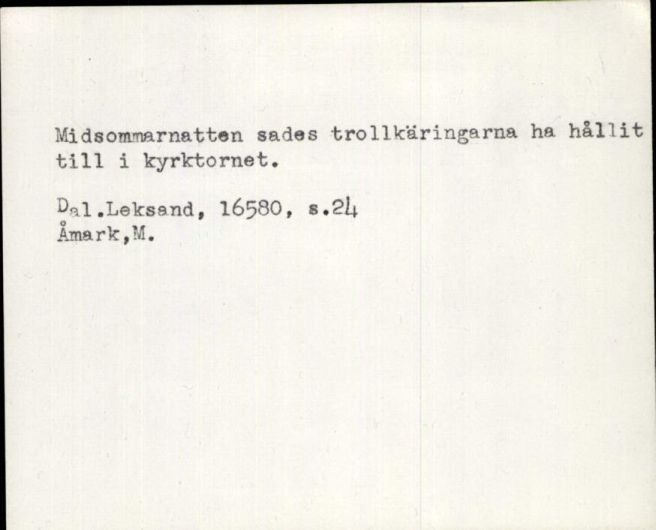 Midsommarnatten sades trollkäringarna ha hållit
till i kyrktornet.
Dal.Leksand, 16580, s.24
Åmark,M.